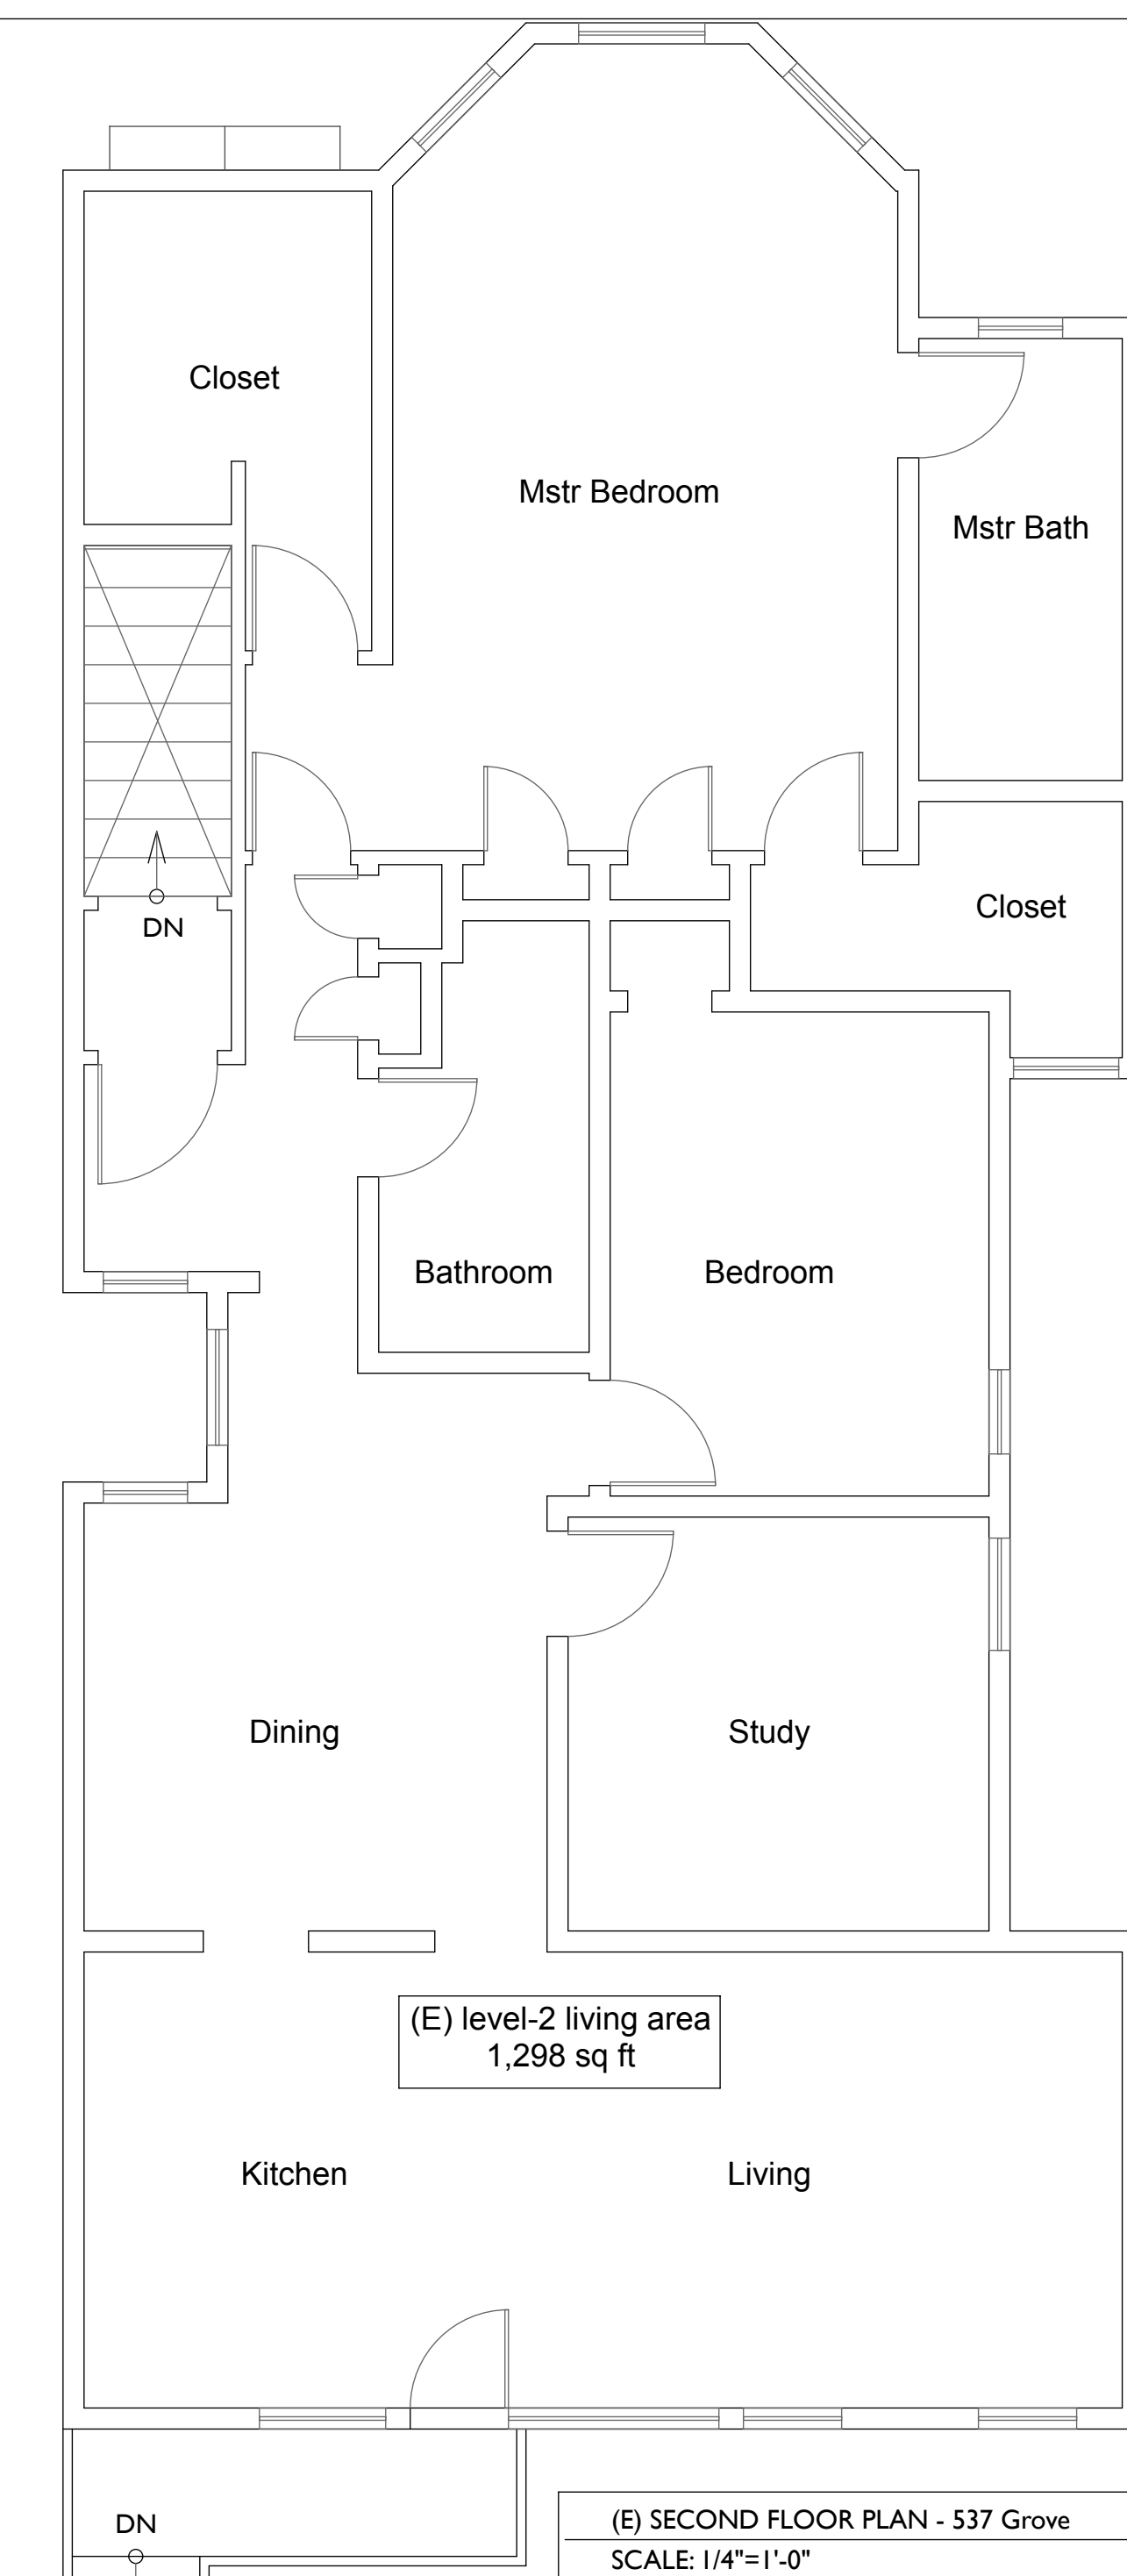 Closet
Mstr Bedroom
Mstr Bath
DN
Closet
Bathroom
Bedroom
Dining
Study
(E) level-2 living area
1,298 sq ft
Kitchen
Living
DN
(E) SECOND FLOOR PLAN - 537 Grove
SCALE: 1/4"=1'-0"